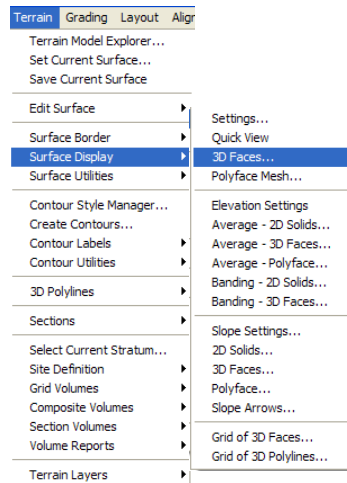 Terrain Grading Layout Alig
Terrain Model Explorer...
Set Current Surface...
Save Current Surface
Edit Surface
Surface Border
Surface Display
Surface Utilities
Contour Style Manager...
Create Contours...
Contour Labels
Contour Utilities
3D Polylines
Sections
Select Current Stratum...
Site Definition
Grid Volumes
Composite Volumes
Section Volumes
Volume Reports
Terrain Layers
Settings...
Quick View
3D Faces...
Polyface Mesh...
Elevation Settings
Average - 2D Solids...
Average - 3D Faces...
Average - Polyface...
Banding - 2D Solids...
Banding - 3D Faces...
Slope Settings...
2D Solids...
3D Faces...
Polyface...
Slope Arrows...
Grid of 3D Faces...
Grid of 3D Polylines...